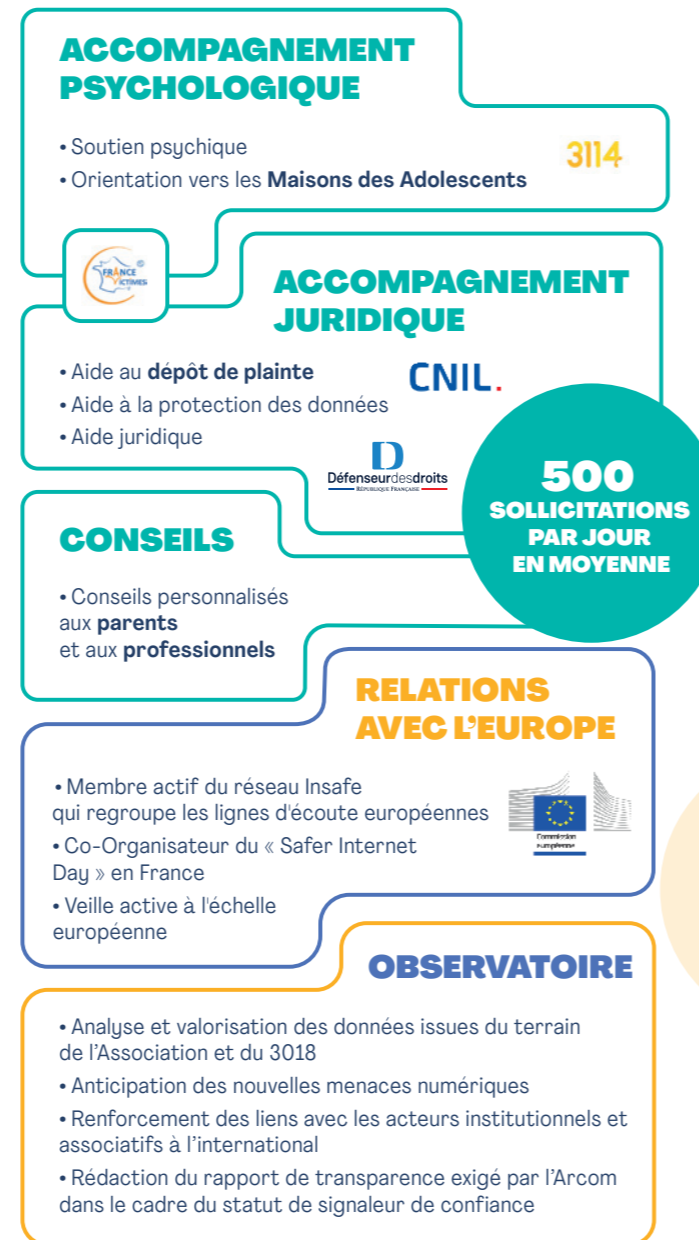 ACCOMPAGNEMENT
PSYCHOLOGIQUE
• Soutien psychique
• Orientation vers les Maisons des Adolescents
3114
FRANCE
VICTIMES
ACCOMPAGNEMENT
JURIDIQUE
• Aide au dépôt de plainte
• Aide à la protection des données
• Aide juridique
CNIL.
D
Défenseurdesdroits
RÉPUBLIQUE FRANÇAISE
500
SOLLICITATIONS
PAR JOUR
EN MOYENNE
CONSEILS
• Conseils personnalisés
aux parents
et aux professionnels
RELATIONS
AVEC L'EUROPE
• Membre actif du réseau Insafe
qui regroupe les lignes d'écoute européennes
• Co-Organisateur du « Safer Internet
Day » en France
• Veille active à l'échelle
européenne
Commission
européenne
OBSERVATOIRE
• Analyse et valorisation des données issues du terrain
de l'Association et du 3018
• Anticipation des nouvelles menaces numériques
• Renforcement des liens avec les acteurs institutionnels et
associatifs à l'international
• Rédaction du rapport de transparence exigé par l'Arcom
dans le cadre du statut de signaleur de confiance